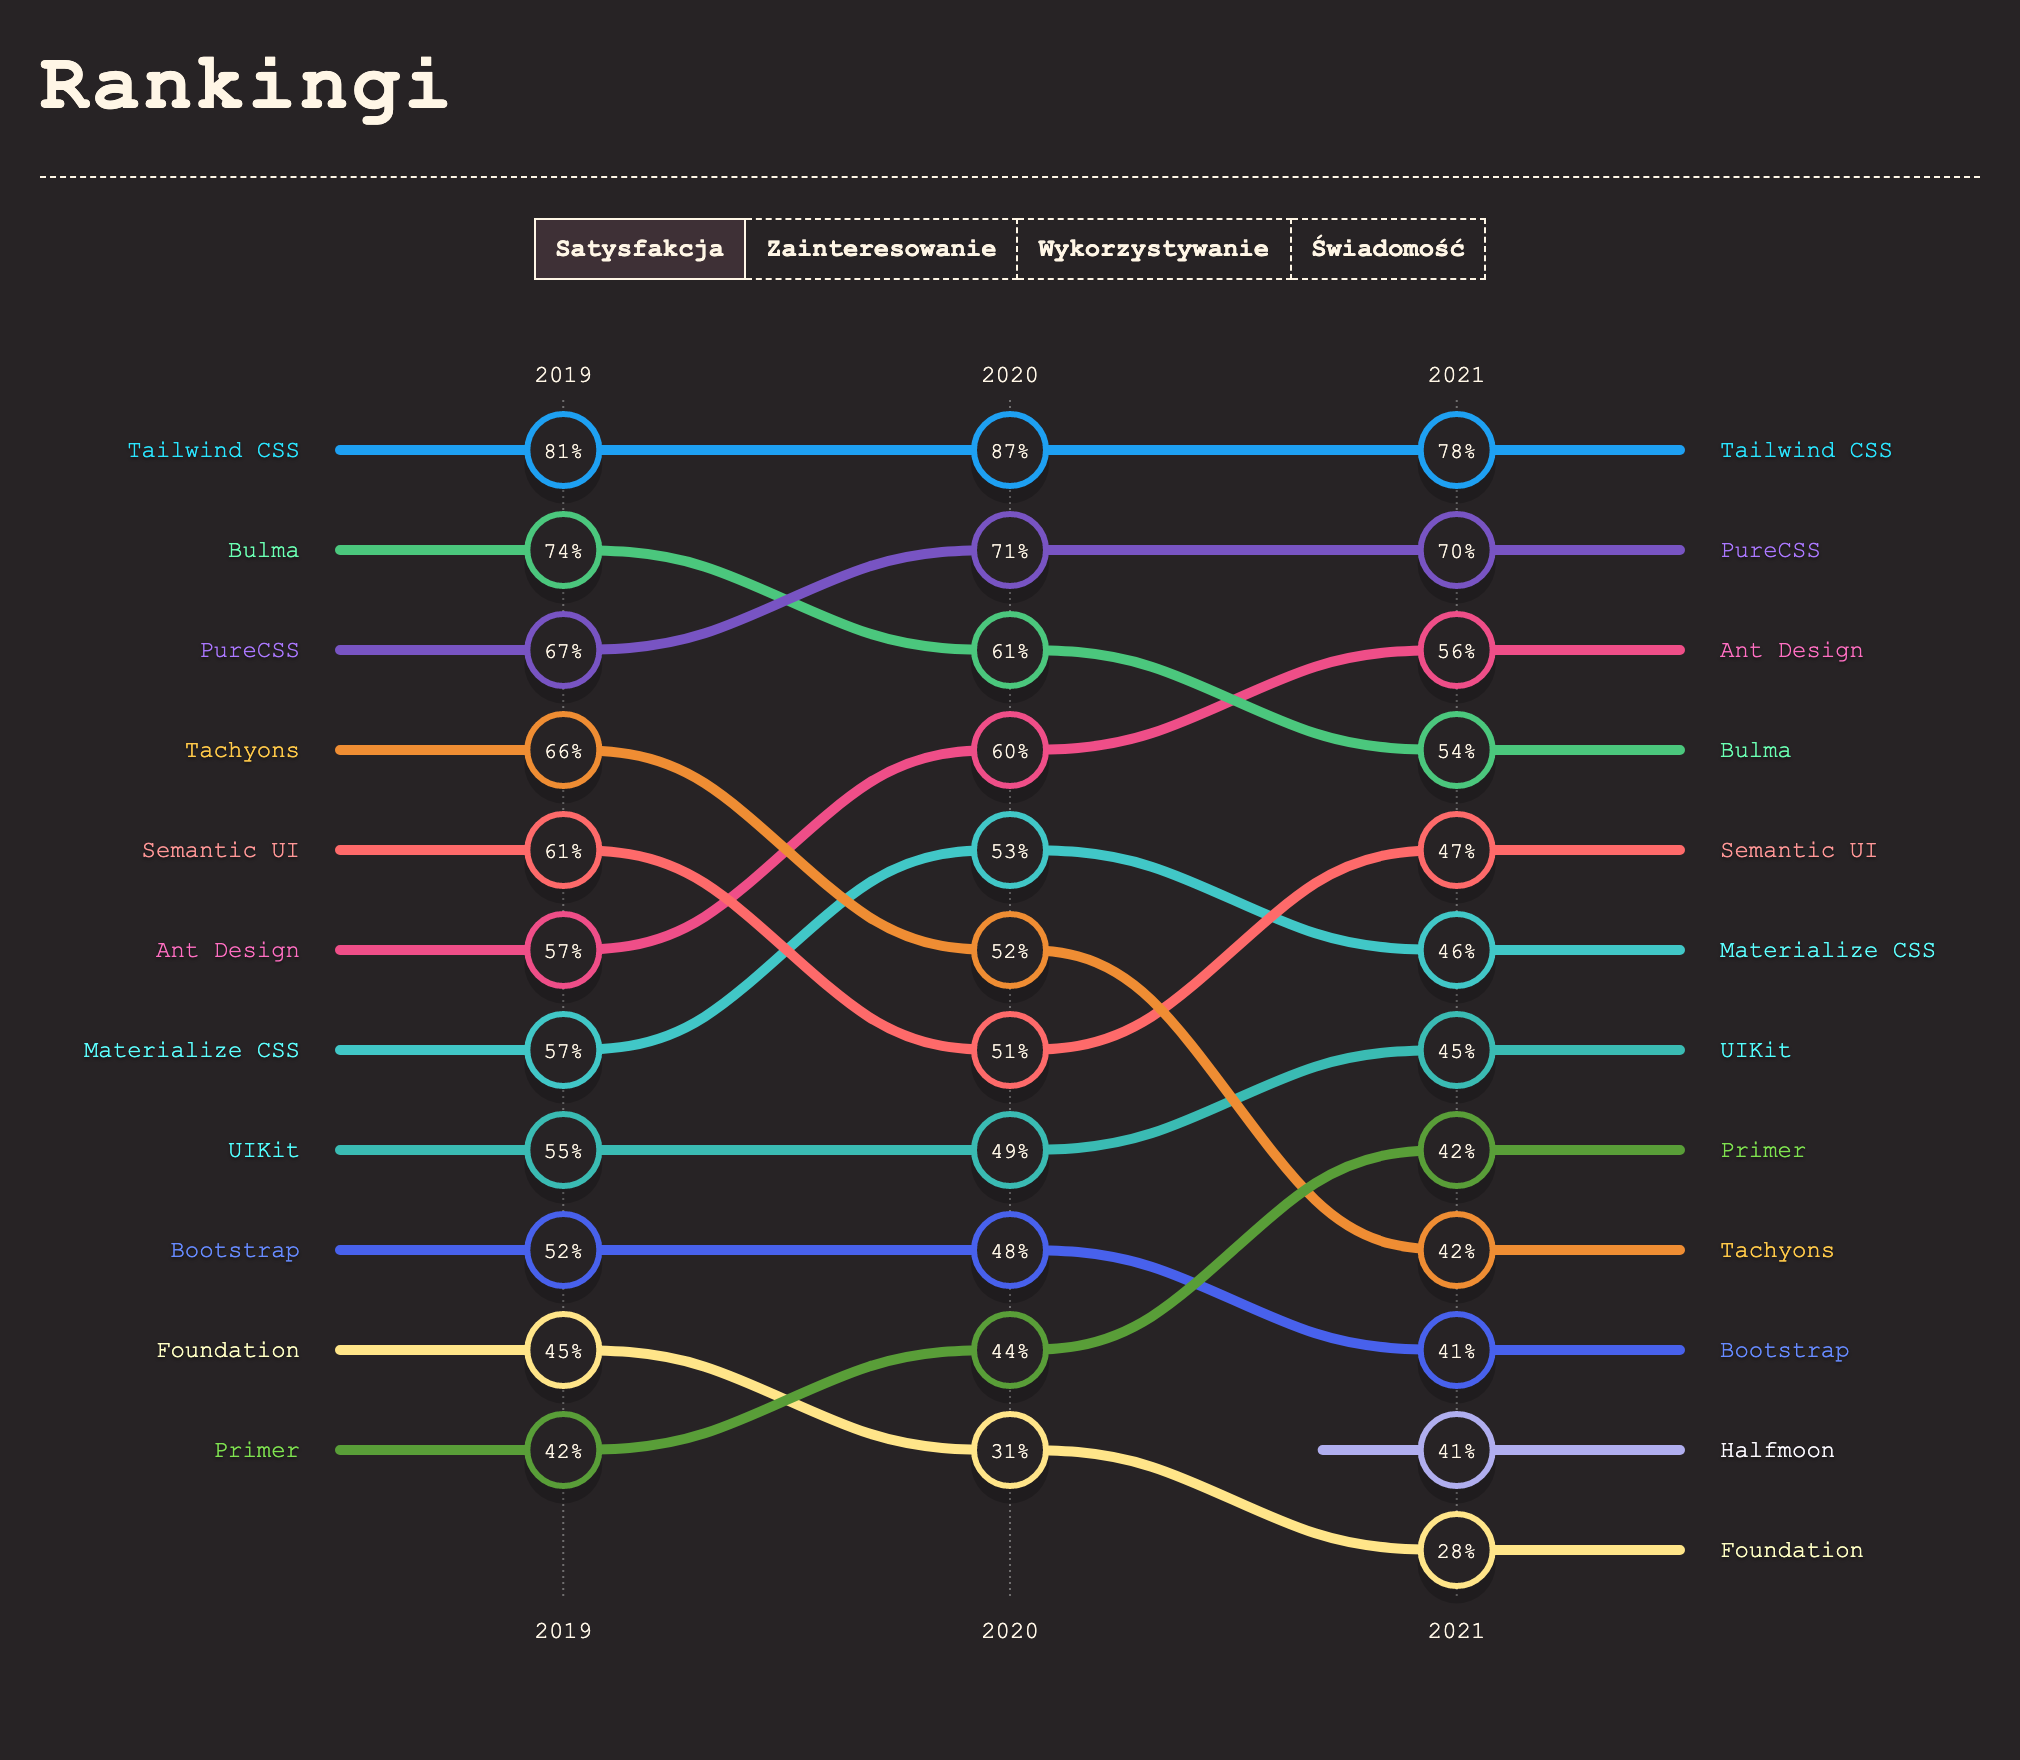 Rankingi
Satysfakcja Zainteresowanie Wykorzystywanie Świadomość
2019 2020 2021
Tailwind CSS 81% 87% 78% Tailwind CSS
Bulma 74% 71% 70% PureCSS
PureCSS 67% 61% 56% Ant Design
Tachyons 66% 60% 54% Bulma
Semantic UI 61% 53% 47% Semantic UI
Ant Design 57% 52% 46% Materialize CSS
Materialize CSS 57% 51% 45% UIKit
UIKit 55% 49% 42% Primer
Bootstrap 52% 48% 42% Tachyons
Foundation 45% 44% 41% Bootstrap
Primer 42% 31% 41% Halfmoon
28% Foundation
2019 2020 2021